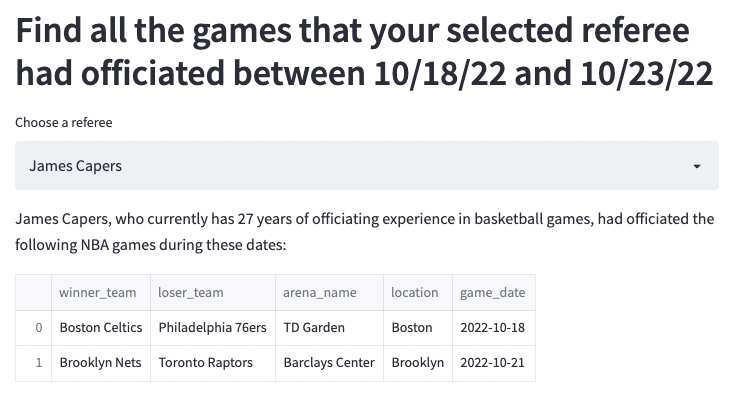 Find all the games that your selected referee
had officiated between 10/18/22 and 10/23/22
Choose a referee
James Capers
James Capers, who currently has 27 years of officiating experience in basketball games, had officiated the
following NBA games during these dates:
winner_team loser_team arena_name location game_date
0 Boston Celtics Philadelphia 76ers TD Garden Boston 2022-10-18
1 Brooklyn Nets Toronto Raptors Barclays Center Brooklyn 2022-10-21